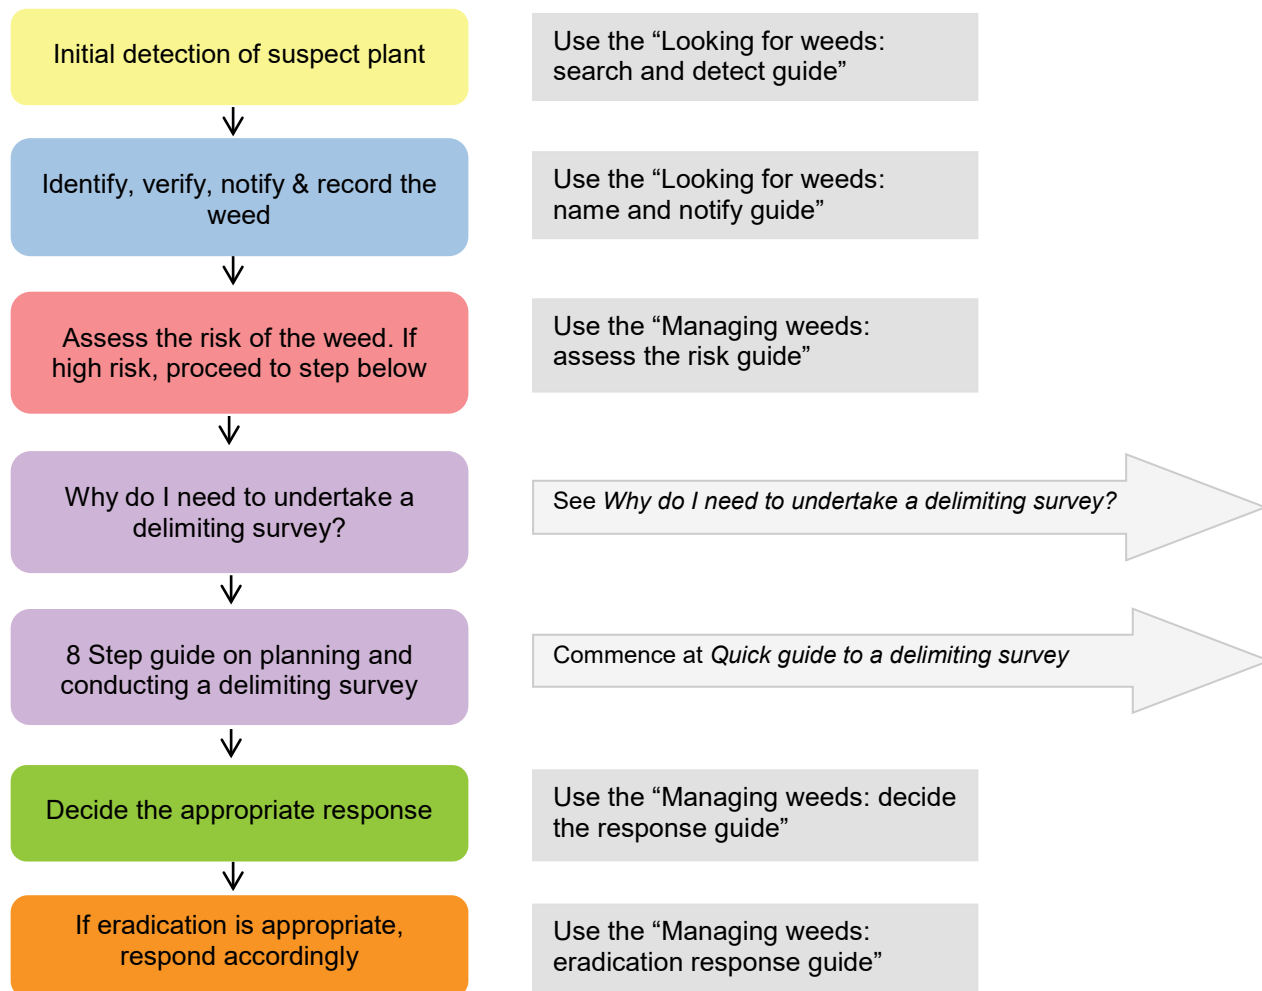 Initial detection of suspect plant
Use the “Looking for weeds:
search and detect guide”
Identify, verify, notify & record the
weed
Use the “Looking for weeds:
name and notify guide”
Assess the risk of the weed. If
high risk, proceed to step below
Use the “Managing weeds:
assess the risk guide”
Why do I need to undertake a
delimiting survey?
See Why do I need to undertake a delimiting survey?
8 Step guide on planning and
conducting a delimiting survey
Commence at Quick guide to a delimiting survey
Decide the appropriate response
Use the “Managing weeds: decide
the response guide”
If eradication is appropriate,
respond accordingly
Use the “Managing weeds:
eradication response guide”